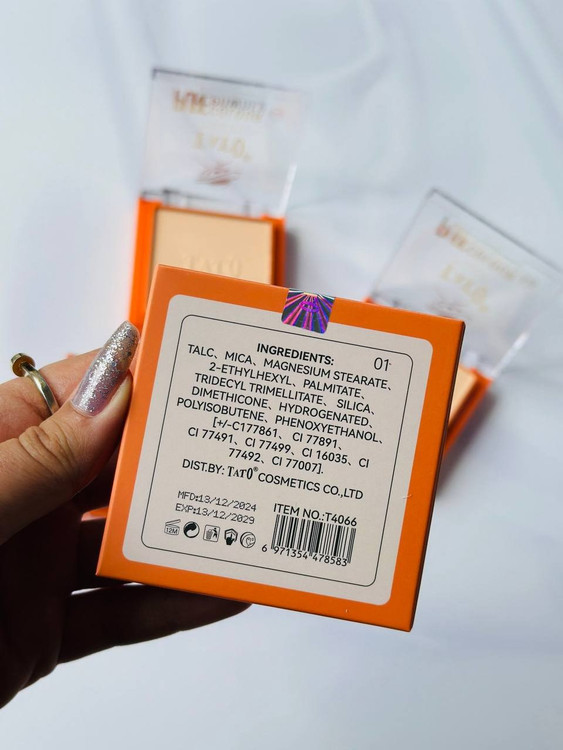 INGREDIENTS:
01
TALC、MICA、MAGNESIUM STEARATE、
2-ETHYLHEXYL、PALMITATE、
TRIDECYL TRIMELLITATE、SILICA、
DIMETHICONE、HYDROGENATED、
POLYISOBUTENE、PHENOXYETHANOL、
[+/-C177861、CI 77891、
CI 77491、CI 77499、CI 16035、CI
77492、CI 77007].
DIST.BY: TATO® COSMETICS CO.,LTD
MFD:13/12/2024
EXP:13/12/2029
ITEM NO.:T4066
12M
6 971354 478583
TATO